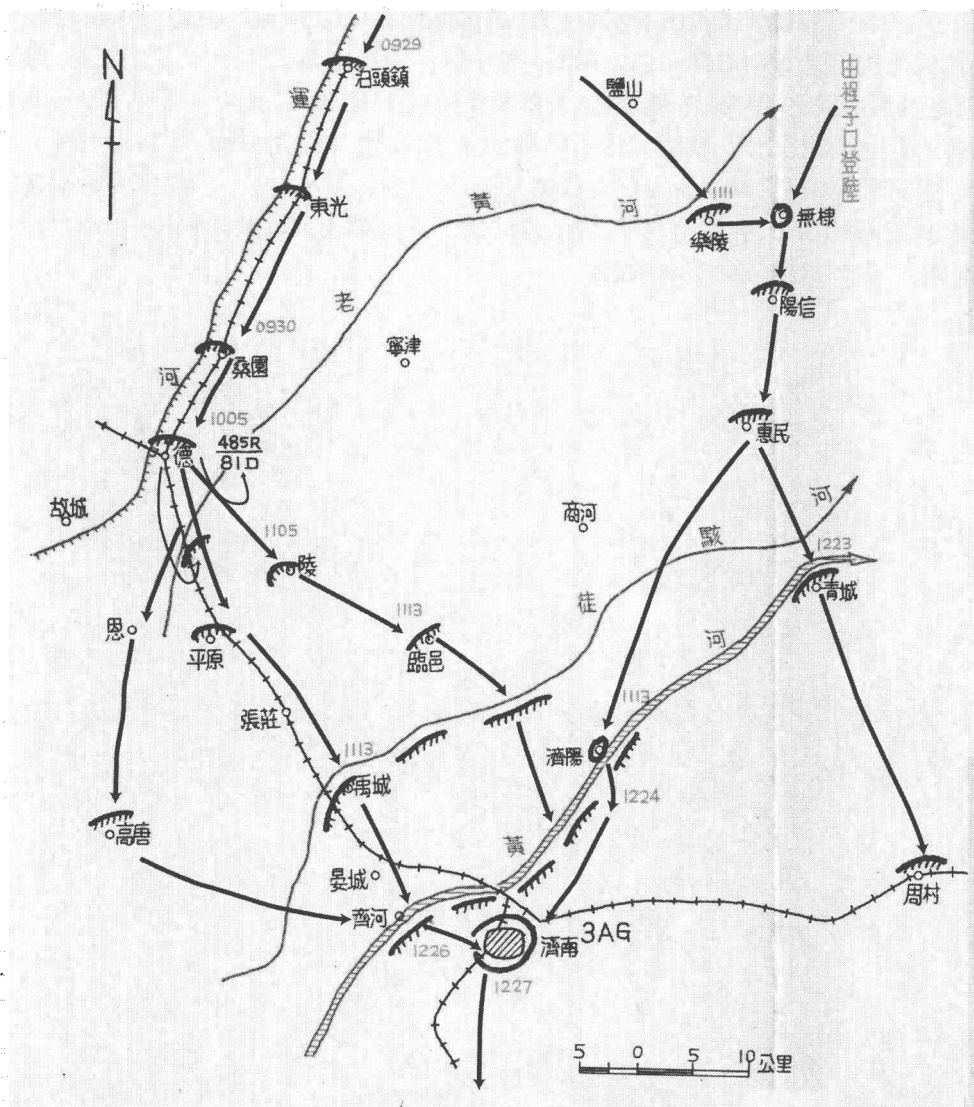 N
0929
泊頭鎮
運
鹽山
由埕子口登陸
東光
黃
河
1111
樂陵
無棣
老
陽信
0930
桑園
河
寧津
1005
德
485R
81D
惠民
故城
商河
河
駭
1223
1105
陵
徒
青城
恩
平原
1113
臨邑
河
張莊
1113
濟陽
1113
禹城
1224
高唐
黃
晏城
周村
齊河
濟南
3AG
1226
1227
5 0 5 10 公里